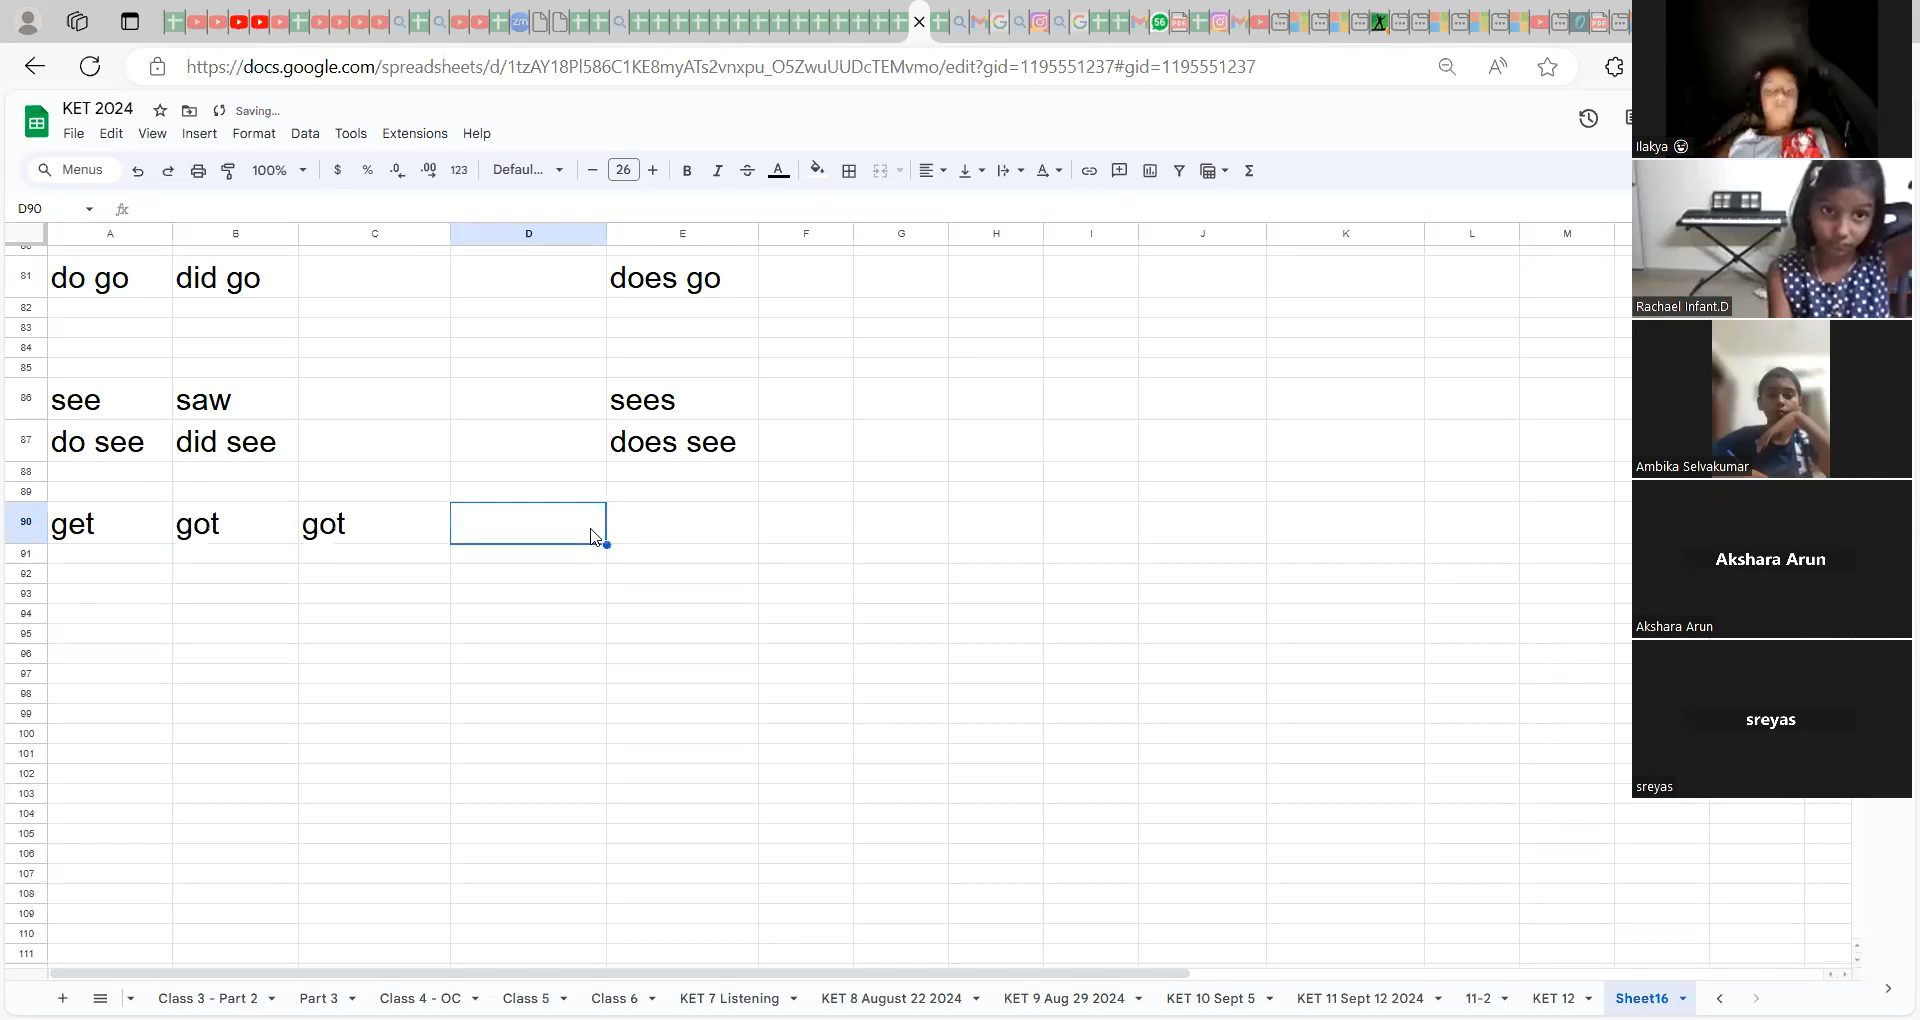 https://docs.google.com/spreadsheets/d/1tzAY18Pl586C1KE8myATs2vnxpu_O5ZwuUUDcTEMvmo/edit?gid=1195551237#gid=1195551237
KET 2024 Saving...
File Edit View Insert Format Data Tools Extensions Help
Menus 100% $ % .0 .00 123 Defaul... 26 B I A
D90 fx
A B C D E F G H I J K L M
81 do go did go does go
82
83
84
85
86 see saw sees
87 do see did see does see
88
89
90 get got got
91
92
93
94
95
96
97
98
99
100
101
102
103
104
105
106
107
108
109
110
111
Class 3 - Part 2 Part 3 Class 4 - OC Class 5 Class 6 KET 7 Listening KET 8 August 22 2024 KET 9 Aug 29 2024 KET 10 Sept 5 KET 11 Sept 12 2024 11-2 KET 12 Sheet16
Ilakya
Rachael Infant.D
Ambika Selvakumar
Akshara Arun
Akshara Arun
sreyas
sreyas